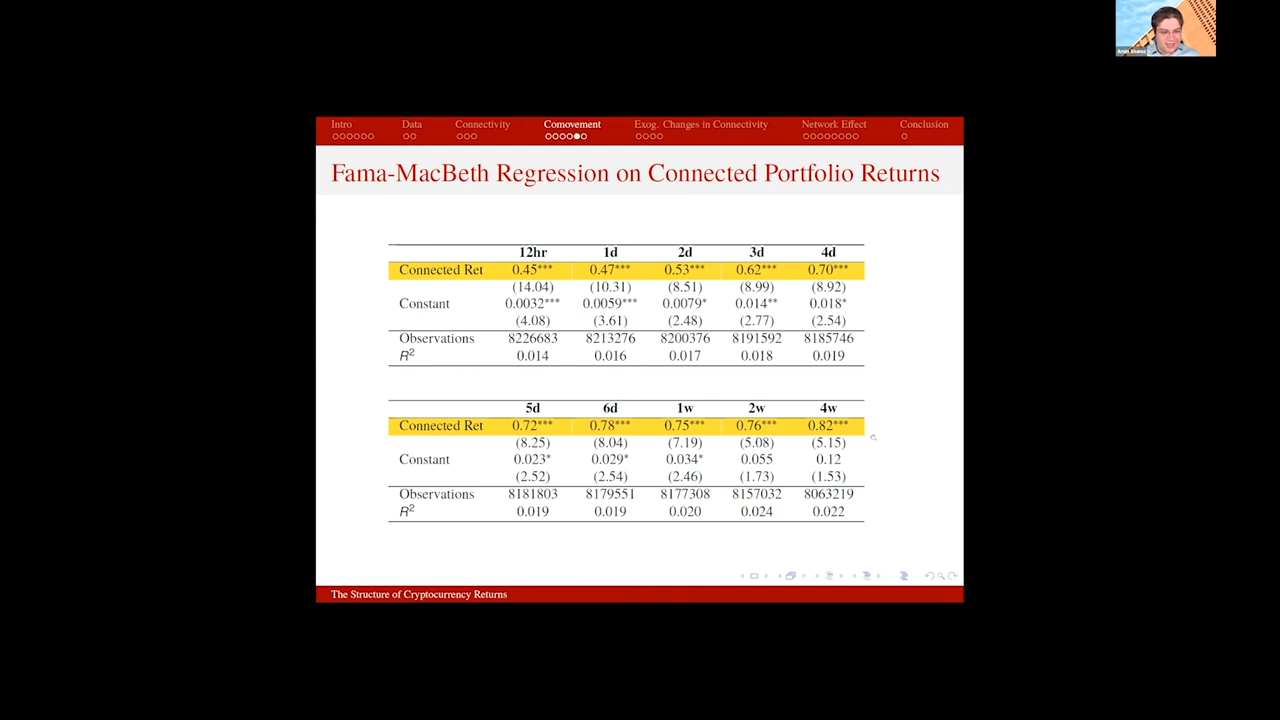 Amin Shams
Intro Data Connectivity Comovement Exog. Changes in Connectivity Network Effect Conclusion
Fama-MacBeth Regression on Connected Portfolio Returns
12hr 1d 2d 3d 4d
Connected Ret 0.45*** 0.47*** 0.53*** 0.62*** 0.70***
(14.04) (10.31) (8.51) (8.99) (8.92)
Constant 0.0032*** 0.0059*** 0.0079* 0.014** 0.018*
(4.08) (3.61) (2.48) (2.77) (2.54)
Observations 8226683 8213276 8200376 8191592 8185746
R² 0.014 0.016 0.017 0.018 0.019
5d 6d 1w 2w 4w
Connected Ret 0.72*** 0.78*** 0.75*** 0.76*** 0.82***
(8.25) (8.04) (7.19) (5.08) (5.15)
Constant 0.023* 0.029* 0.034* 0.055 0.12
(2.52) (2.54) (2.46) (1.73) (1.53)
Observations 8181803 8179551 8177308 8157032 8063219
R² 0.019 0.019 0.020 0.024 0.022
The Structure of Cryptocurrency Returns